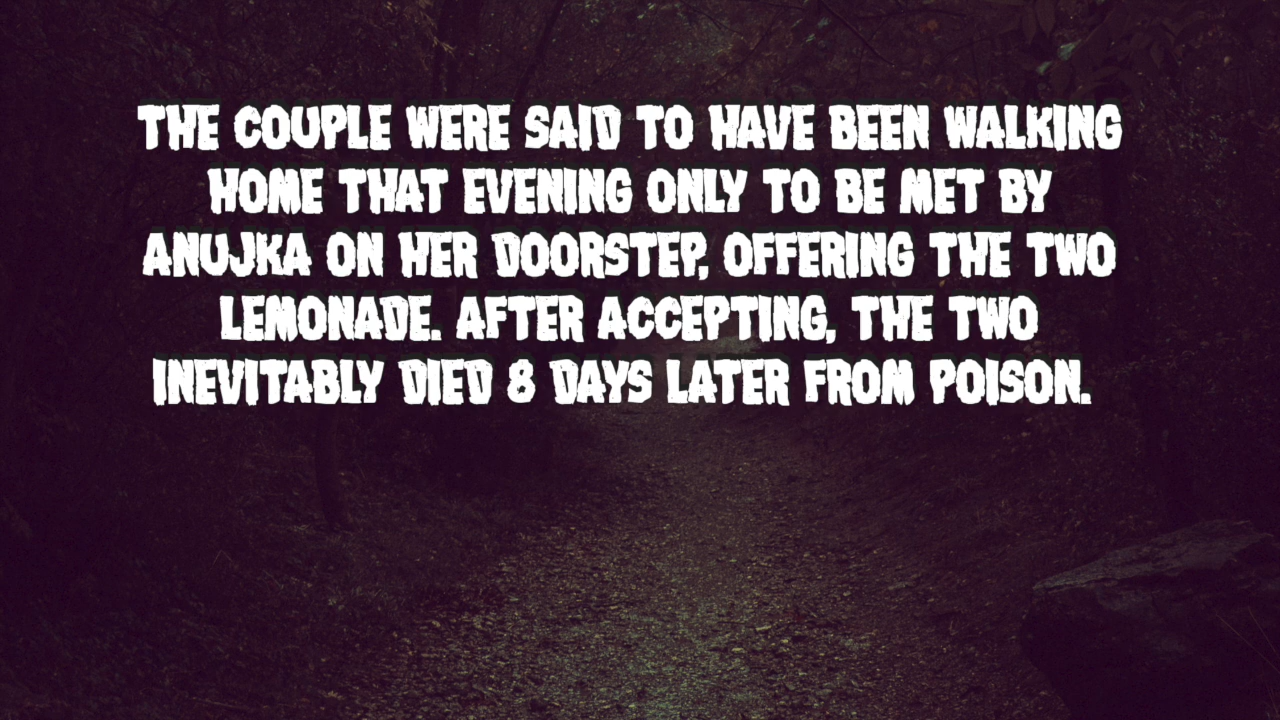 THE COUPLE WERE SAID TO HAVE BEEN WALKING
HOME THAT EVENING ONLY TO BE MET BY
ANUJKA ON HER DOORSTEP, OFFERING THE TWO
LEMONADE. AFTER ACCEPTING, THE TWO
INEVITABLY DIED 8 DAYS LATER FROM POISON.